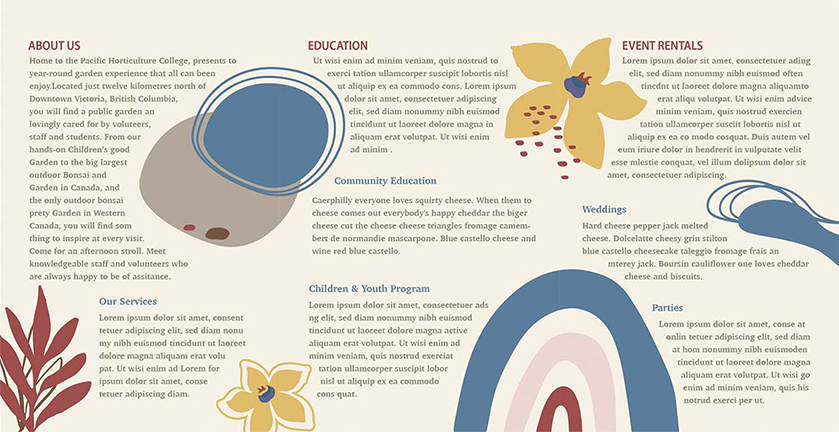 ABOUT US
Home to the Pacific Horticulture College, presents to
year-round garden experience that all can been
enjoy.Located just twelve kilometres north of
Downtown Victoria, British Columbia,
you will find a public garden an
lovingly cared for by voluteers,
staff and students. From our
hands-on Children's good
Garden to the big largest
outdoor Bonsai and
Garden in Canada, and
the only outdoor bonsai
prety Garden in Western
Canada, you will find som
thing to inspire at every visit.
Come for an afternoon stroll. Meet
knowledgeable staff and volunteers who
are always happy to be of assitance.
Our Services
Lorem ipsum dolor sit amet, consent
tetuer adipiscing elit, sed diam nonu
my nibh euismod tincidunt ut laoreet
dolore magna aliquam erat volu
pat. Ut wisi enim ad Lorem for
ipsum dolor sit amet, conse
tetuer adipiscing diam.
EDUCATION
Ut wisi enim ad minim veniam, quis nostrud to
exerci tation ullamcorper suscipit lobortis nisl
ut aliquip ex ea commodo cons. Lorem ipsum
dolor sit amet, consectetuer adipiscing
elit, sed diam nonummy nibh euismod
tincidunt ut laoreet dolore magna in
aliquam erat volutpat. Ut wisi enim
ad minim .
Community Education
Caerphilly everyone loves squirty cheese. When them to
cheese comes out everybody's happy cheddar the biger
cheese cut the cheese cheese triangles fromage camem-
bert de normandie mascarpone. Blue castello cheese and
wine red blue castello.
Children & Youth Program
Lorem ipsum dolor sit amet, consectetuer ads
ng elit, sed diam nonummy nibh euismod
tincidunt ut laoreet dolore magna active
aliquam erat volutpat. Ut wisi enim ad
minim veniam, quis nostrud exerciat
tation ullamcorper suscipit lobor
nisl ut aliquip ex ea commodo
cons quat.
EVENT RENTALS
Lorem ipsum dolor sit amet, consectetuer ading
elit, sed diam nonummy nibh euismod often
tincdnt ut laoreet dolore magna aliquamto
erat aliqu volutpat. Ut wisi enim advice
minim veniam, quis nostrud exercien
tation ullamcorper suscipit lobortis nisl ut
aliquip ex ea co modo cosquat. Duis autem vel
eum iriure dolor in hendrerit in vulputate velit
esse mlestie conquat, vel illum dolipsum dolor sit
amet, constectetuer adipiscing.
Weddings
Hard cheese pepper jack melted
cheese. Dolcelatte cheesy grin stilton
blue castello cheesecake taleggio fromage frais an
mterey jack. Boursin cauliflower one loves cheddar
cheese and biscuits.
Parties
Lorem ipsum dolor sit amet, conse at
onlin tetuer adipiscing elit, sed diam
at hom nonummy nibh euismoden
tincidunt ut laoreet dolore magna
aliquam erat volutpat. Ut wisi go
enim ad minim veniam, quis his
notrud exerci per ut.